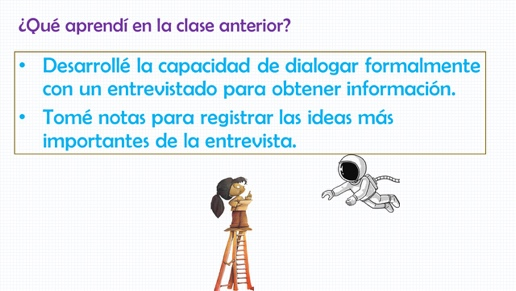 ¿Qué aprendí en la clase anterior?
• Desarrollé la capacidad de dialogar formalmente
con un entrevistado para obtener información.
• Tomé notas para registrar las ideas más
importantes de la entrevista.